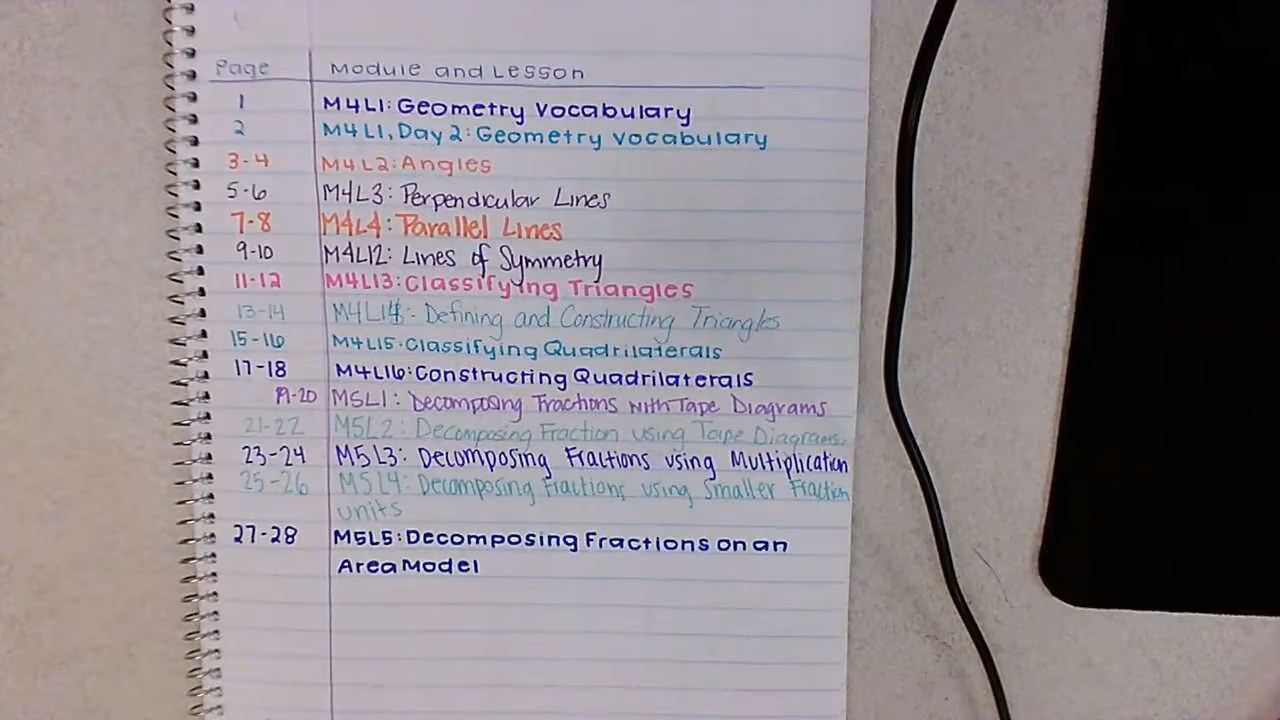 Page Module and Lesson
1 M4L1: Geometry Vocabulary
2 M4L1, Day 2: Geometry Vocabulary
3-4 M4L2: Angles
5-6 M4L3: Perpendicular Lines
7-8 M4L4: Parallel Lines
9-10 M4L12: Lines of Symmetry
11-12 M4L13: Classifying Triangles
13-14 M4L14: Defining and Constructing Triangles
15-16 M4L15: Classifying Quadrilaterals
17-18 M4L16: Constructing Quadrilaterals
19-20 M5L1: Decomposing Fractions with Tape Diagrams
21-22 M5L2: Decomposing Fraction using Tape Diagrams
23-24 M5L3: Decomposing Fractions using Multiplication
25-26 M5L4: Decomposing Fractions using Smaller Fraction
units
27-28 M5L5: Decomposing Fractions on an
Area Model